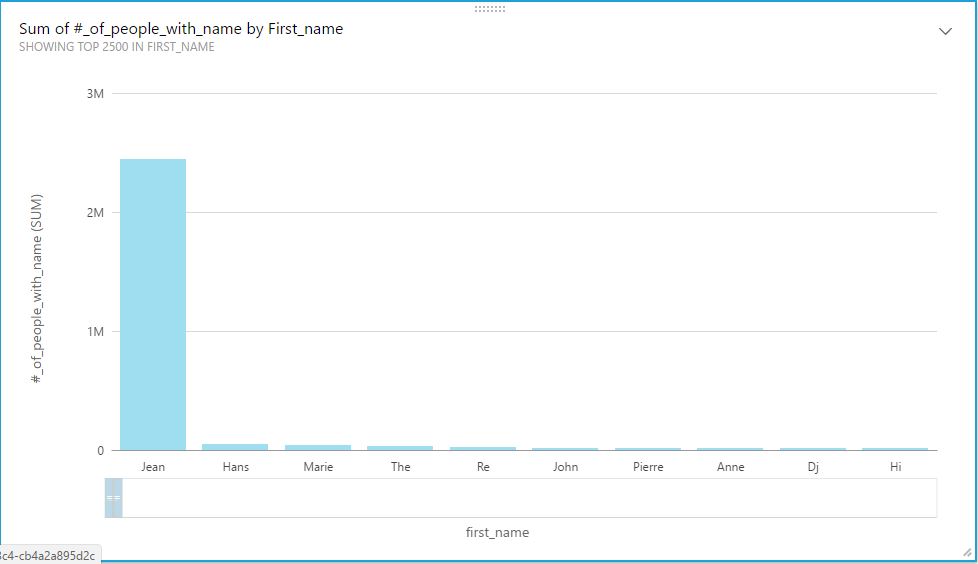 Sum of #_of_people_with_name by First_name
SHOWING TOP 2500 IN FIRST_NAME
3M
2M
1M
0
#_of_people_with_name (SUM)
Jean Hans Marie The Re John Pierre Anne Dj Hi
first_name
c4-cb4a2a895d2c